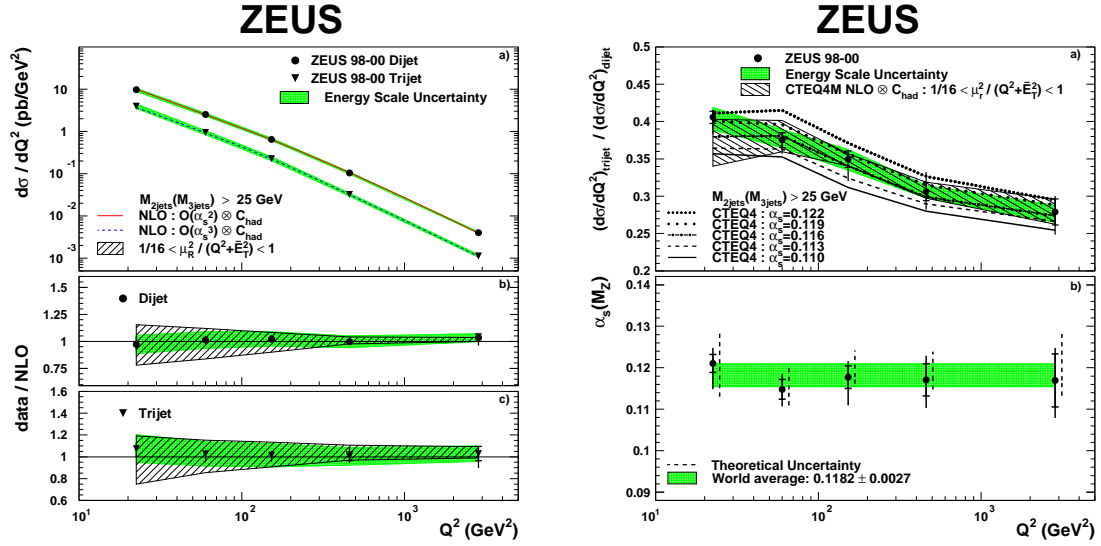 ZEUS
dσ / dQ² (pb/GeV²)
a)
ZEUS 98-00 Dijet
ZEUS 98-00 Trijet
Energy Scale Uncertainty
10
1
10⁻¹
10⁻²
10⁻³
M2jets(M3jets) > 25 GeV
NLO : O(αs²) ⊗ Chad
NLO : O(αs³) ⊗ Chad
1/16 < μR² / (Q²+ĒT²) < 1
data / NLO
b)
Dijet
1.5
1.25
1
0.75
c)
Trijet
1.6
1.4
1.2
1
0.8
0.6
10 10² 10³
Q² (GeV²)
ZEUS
(dσ/dQ²)trijet / (dσ/dQ²)dijet
a)
ZEUS 98-00
Energy Scale Uncertainty
CTEQ4M NLO ⊗ Chad : 1/16 < μr² / (Q²+ĒT²) < 1
0.5
0.45
0.4
0.35
0.3
0.25
0.2
M2jets(M3jets) > 25 GeV
CTEQ4 : αs=0.122
CTEQ4 : αs=0.119
CTEQ4 : αs=0.116
CTEQ4 : αs=0.113
CTEQ4 : αs=0.110
αs(MZ)
b)
0.14
0.13
0.12
0.11
0.1
0.09
Theoretical Uncertainty
World average: 0.1182 ± 0.0027
10¹ 10² 10³
Q² (GeV²)